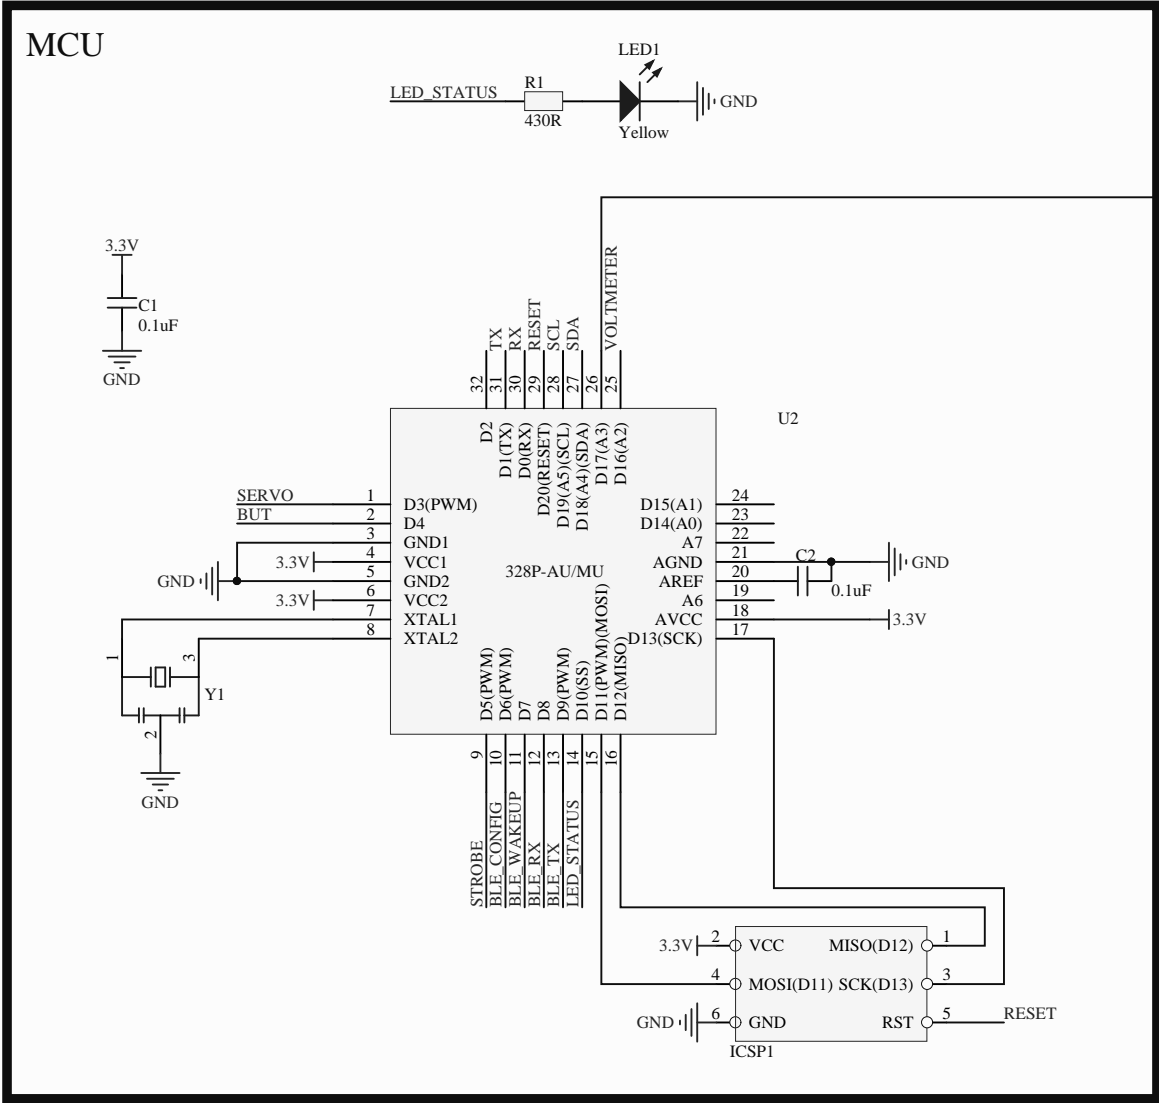 MCU
LED1
LED_STATUS
R1
430R
Yellow
GND
3.3V
C1
0.1uF
GND
TX
RX
RESET
SCL
SDA
VOLTMETER
32
31
30
29
28
27
26
25
D2
D1(TX)
D0(RX)
D20(RESET)
D19(A5)(SCL)
D18(A4)(SDA)
D17(A3)
D16(A2)
U2
SERVO
BUT
GND
3.3V
3.3V
1
2
3
4
5
6
7
8
D3(PWM)
D4
GND1
VCC1
GND2
VCC2
XTAL1
XTAL2
328P-AU/MU
D15(A1)
D14(A0)
A7
AGND
AREF
A6
AVCC
D13(SCK)
24
23
22
21
20
19
18
17
C2
0.1uF
GND
3.3V
1
3
Y1
2
GND
D5(PWM)
D6(PWM)
D7
D8
D9(PWM)
D10(SS)
D11(PWM)(MOSI)
D12(MISO)
9
10
11
12
13
14
15
16
STROBE
BLE_CONFIG
BLE_WAKEUP
BLE_RX
BLE_TX
LED_STATUS
3.3V
2
VCC
MISO(D12)
1
4
MOSI(D11)
SCK(D13)
3
GND
6
GND
RST
5
RESET
ICSP1